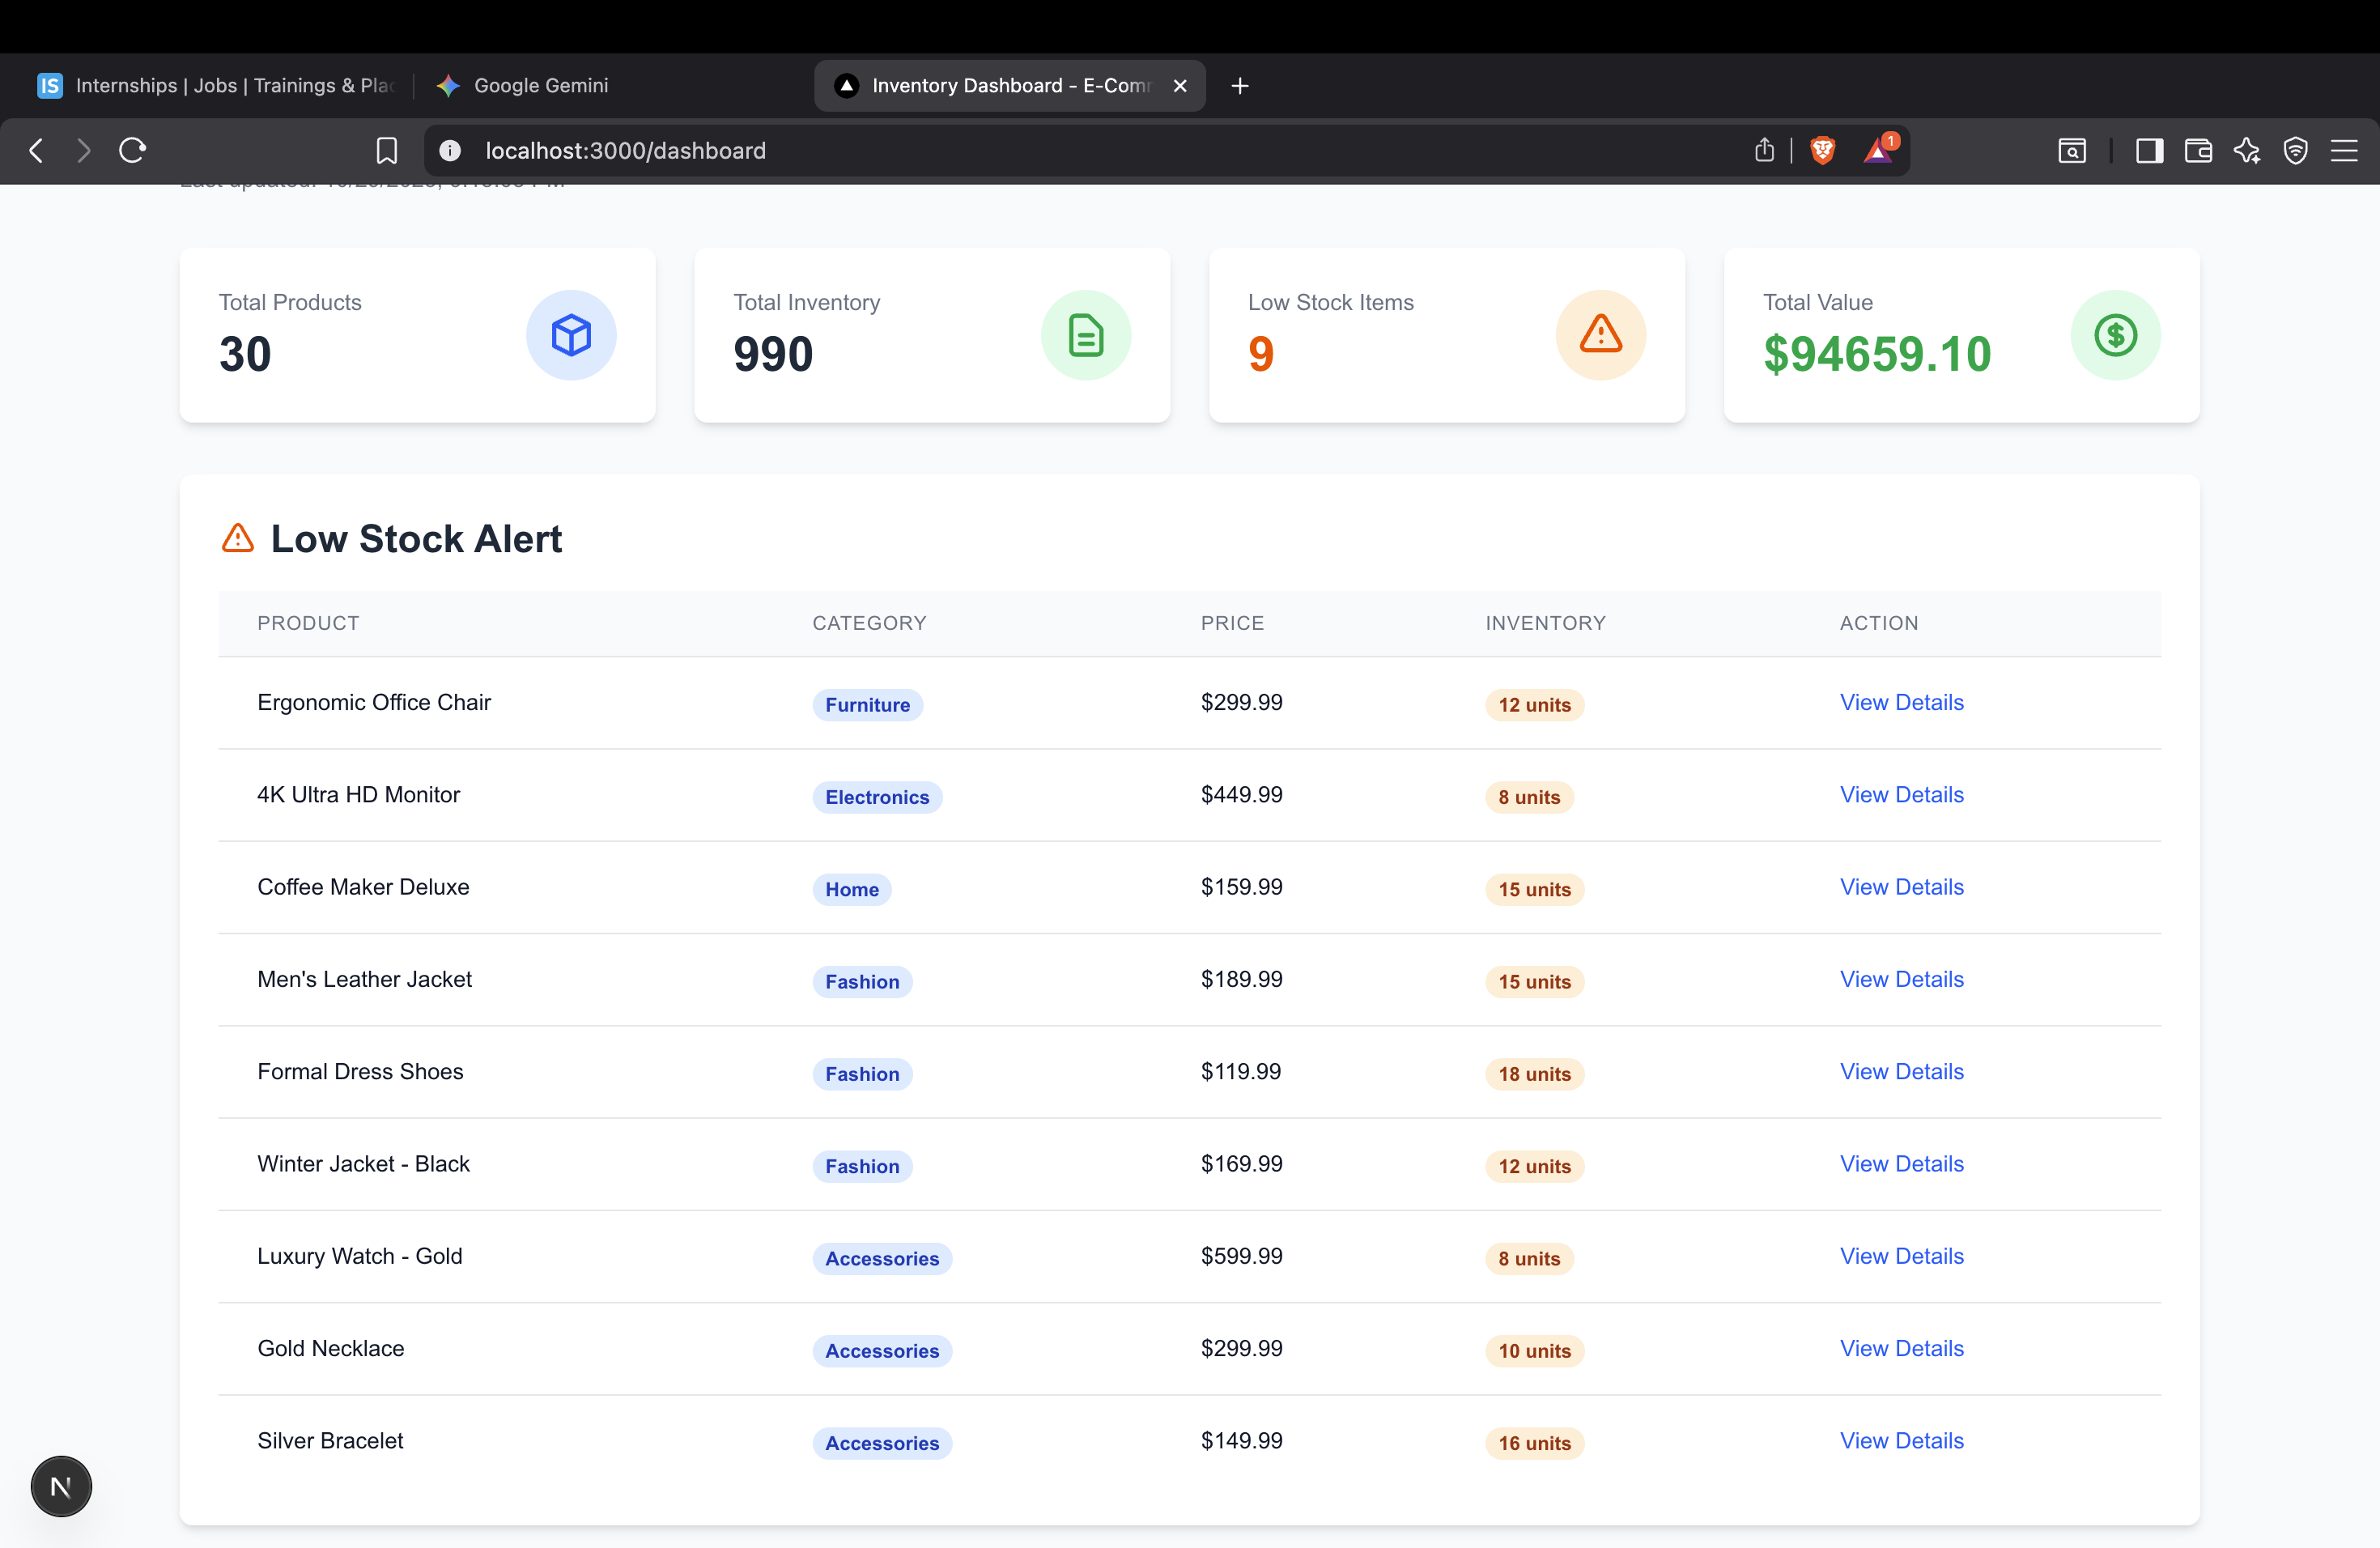 IS Internships | Jobs | Trainings & Pla
Google Gemini
Inventory Dashboard - E-Com
localhost:3000/dashboard
1
Total Products
30
Total Inventory
990
Low Stock Items
9
Total Value
$94659.10
Low Stock Alert
PRODUCT CATEGORY PRICE INVENTORY ACTION
Ergonomic Office Chair Furniture $299.99 12 units View Details
4K Ultra HD Monitor Electronics $449.99 8 units View Details
Coffee Maker Deluxe Home $159.99 15 units View Details
Men's Leather Jacket Fashion $189.99 15 units View Details
Formal Dress Shoes Fashion $119.99 18 units View Details
Winter Jacket - Black Fashion $169.99 12 units View Details
Luxury Watch - Gold Accessories $599.99 8 units View Details
Gold Necklace Accessories $299.99 10 units View Details
Silver Bracelet Accessories $149.99 16 units View Details
N